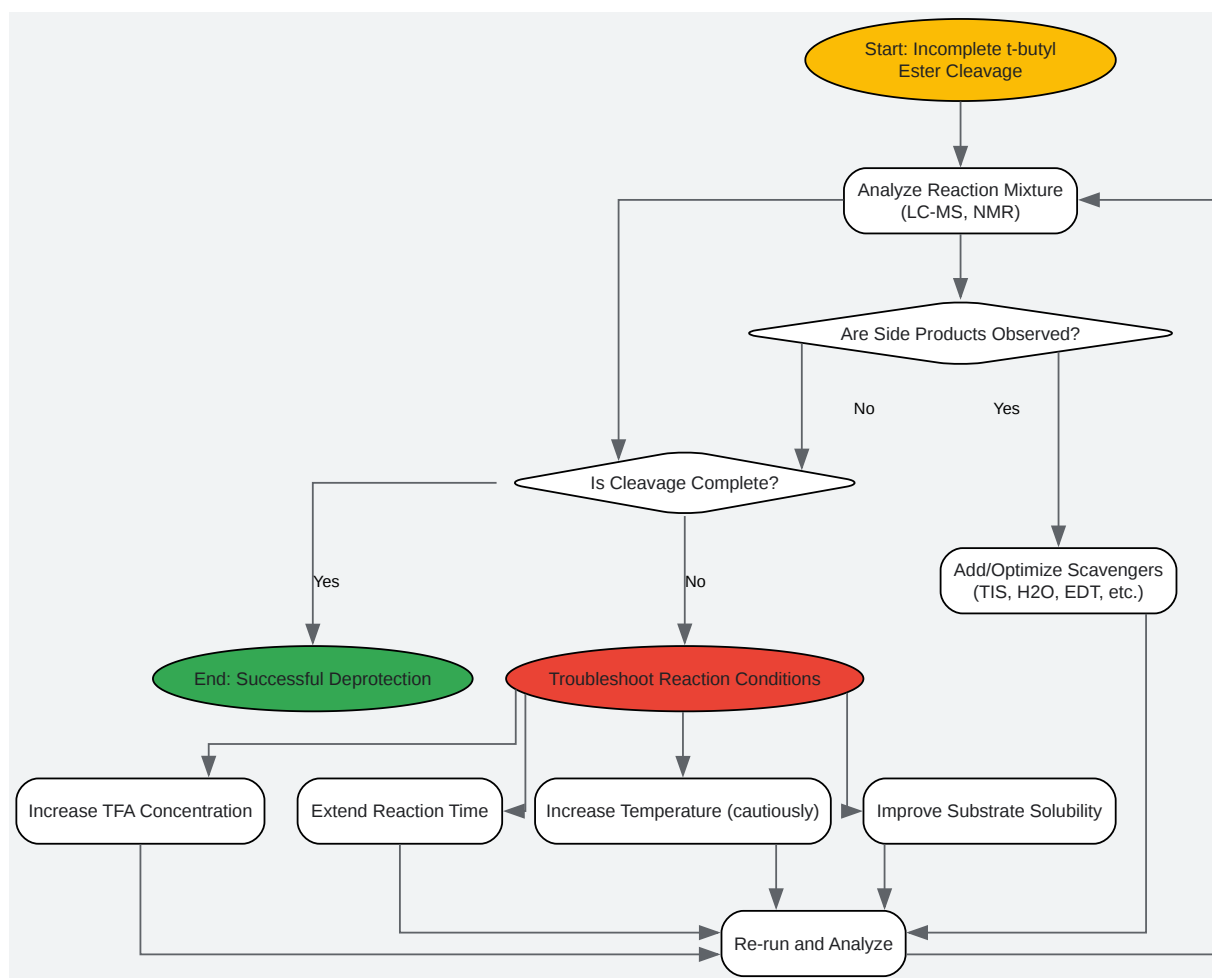 Start: Incomplete t-butyl
Ester Cleavage
Analyze Reaction Mixture
(LC-MS, NMR)
Are Side Products Observed?
No
Yes
Is Cleavage Complete?
Add/Optimize Scavengers
(TIS, H2O, EDT, etc.)
Yes
No
End: Successful Deprotection
Troubleshoot Reaction Conditions
Increase TFA Concentration
Extend Reaction Time
Increase Temperature (cautiously)
Improve Substrate Solubility
Re-run and Analyze